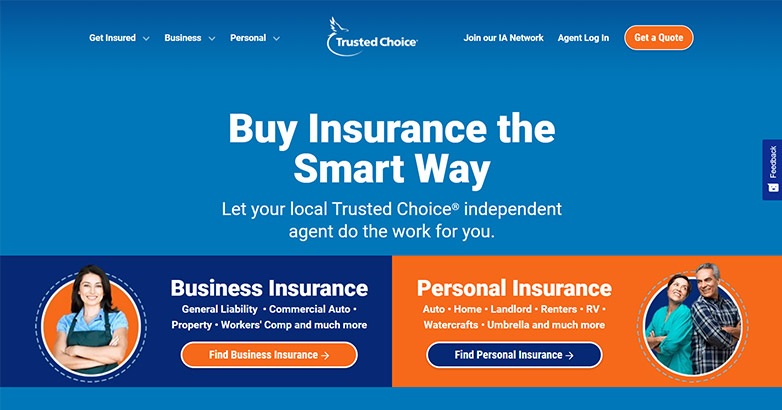 Get Insured Business Personal Trusted Choice® Join our IA Network Agent Log In Get a Quote
Buy Insurance the
Smart Way
Let your local Trusted Choice® independent
agent do the work for you.
Feedback
Business Insurance
General Liability • Commercial Auto •
Property • Workers' Comp and much more
Find Business Insurance →
Personal Insurance
Auto • Home • Landlord • Renters • RV •
Watercrafts • Umbrella and much more
Find Personal Insurance →